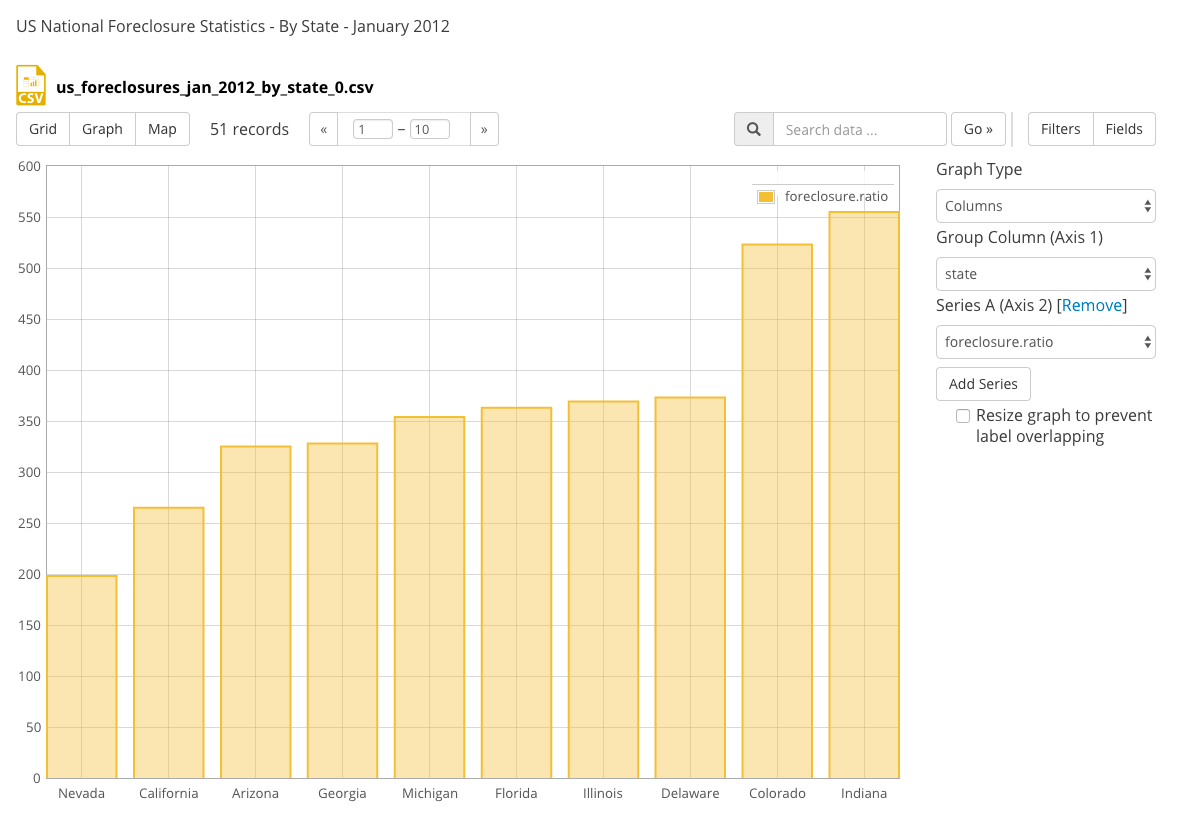 US National Foreclosure Statistics - By State - January 2012
CSV
us_foreclosures_jan_2012_by_state_0.csv
Grid Graph Map 51 records « 1 – 10 » Search data ... Go » Filters Fields
Graph Type
Columns
Group Column (Axis 1)
state
Series A (Axis 2) [Remove]
foreclosure.ratio
Add Series
Resize graph to prevent
label overlapping
foreclosure.ratio
600
550
500
450
400
350
300
250
200
150
100
50
0
Nevada California Arizona Georgia Michigan Florida Illinois Delaware Colorado Indiana